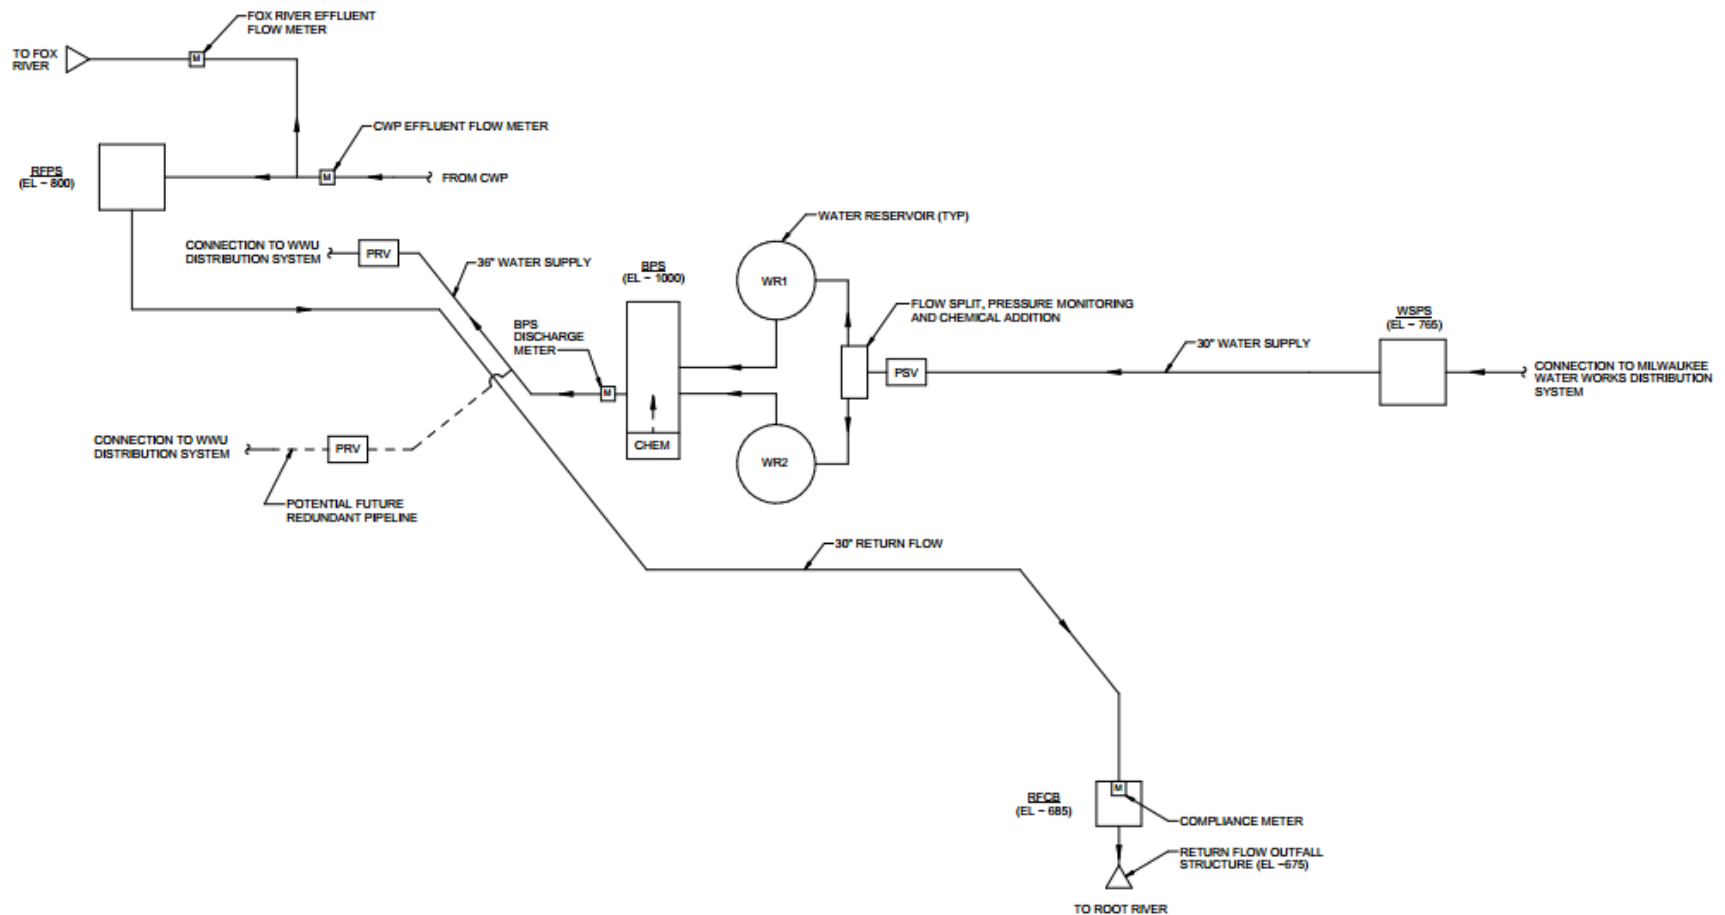 FOX RIVER EFFLUENT
FLOW METER
TO FOX
RIVER
M
CWP EFFLUENT FLOW METER
RFPS
(EL ~ 800)
M
FROM CWP
WATER RESERVOIR (TYP)
CONNECTION TO WWU
DISTRIBUTION SYSTEM
PRV
36" WATER SUPPLY
BPS
(EL ~ 1000)
WR1
FLOW SPLIT, PRESSURE MONITORING
AND CHEMICAL ADDITION
WSPS
(EL ~ 765)
BPS
DISCHARGE
METER
30" WATER SUPPLY
PSV
CONNECTION TO MILWAUKEE
WATER WORKS DISTRIBUTION
SYSTEM
M
CONNECTION TO WWU
DISTRIBUTION SYSTEM
PRV
CHEM
WR2
POTENTIAL FUTURE
REDUNDANT PIPELINE
30" RETURN FLOW
RFCB
(EL ~ 685)
M
COMPLIANCE METER
RETURN FLOW OUTFALL
STRUCTURE (EL ~675)
TO ROOT RIVER